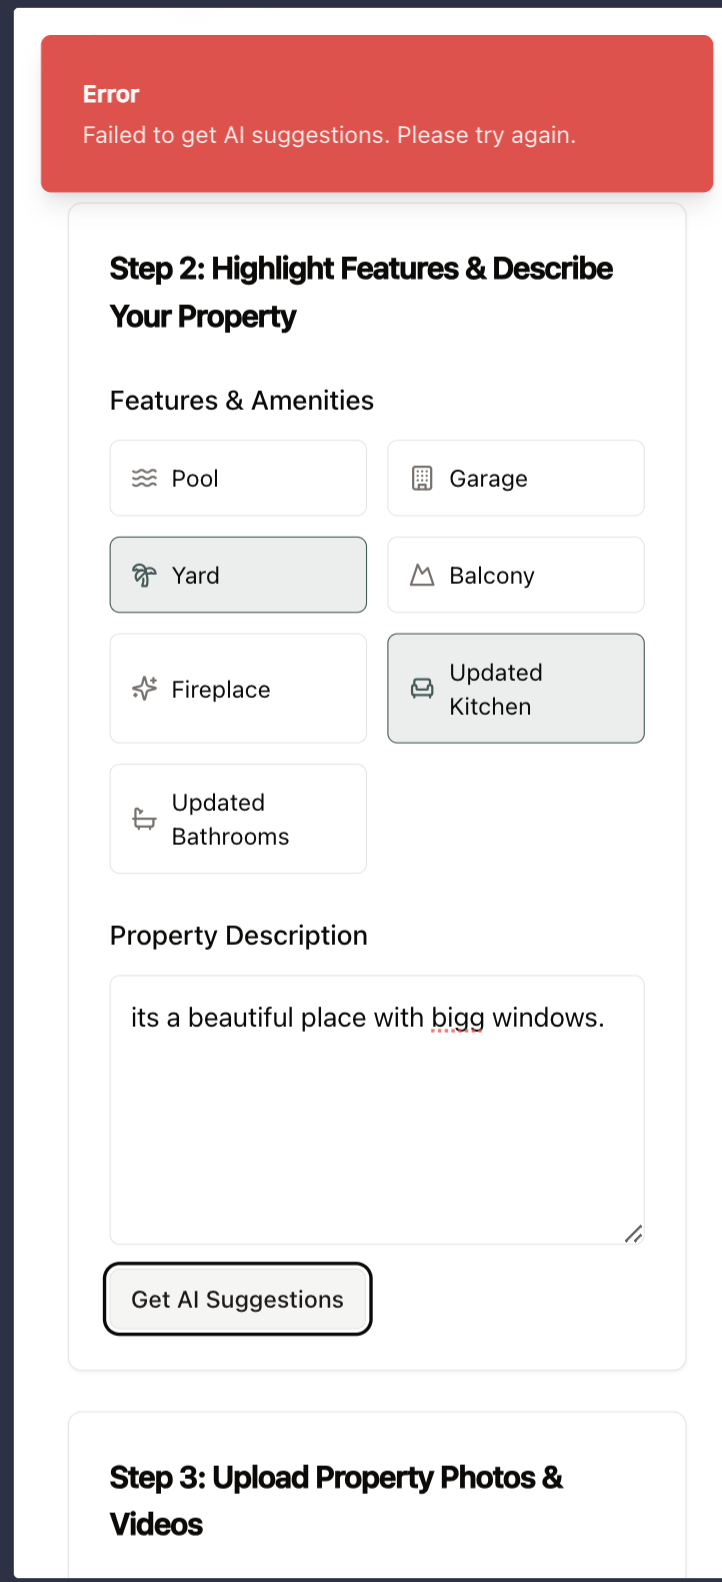 Error
Failed to get AI suggestions. Please try again.
Step 2: Highlight Features & Describe
Your Property
Features & Amenities
Pool
Garage
Yard
Balcony
Fireplace
Updated
Kitchen
Updated
Bathrooms
Property Description
its a beautiful place with bigg windows.
Get AI Suggestions
Step 3: Upload Property Photos &
Videos